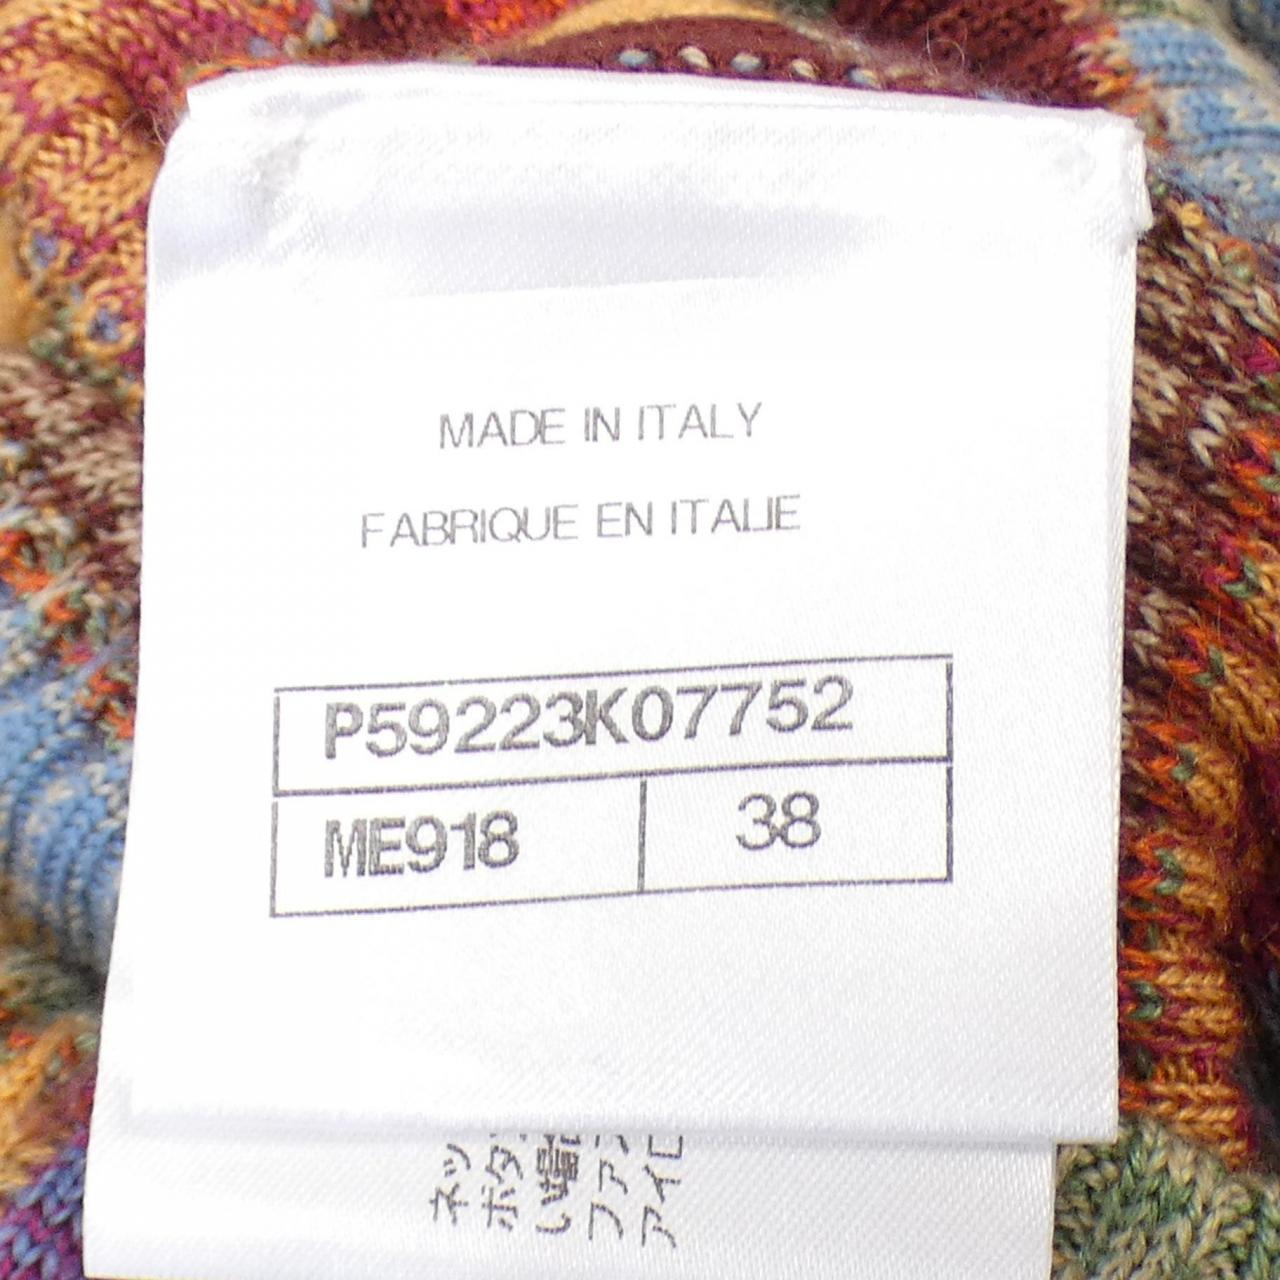 MADE IN ITALY
FABRIQUE EN ITALIE
P59223K07752
ME918 38